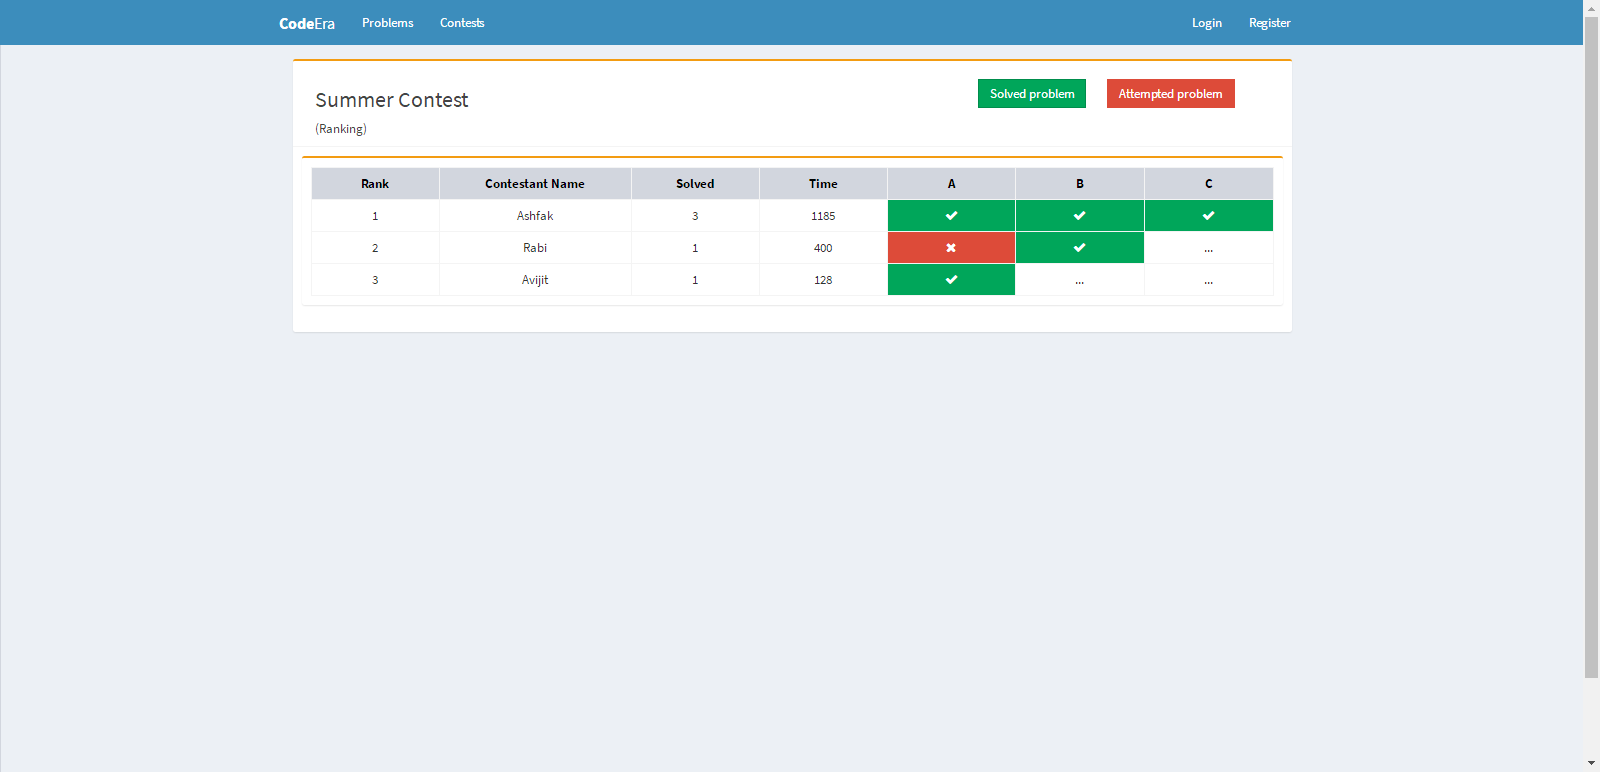 CodeEra Problems Contests Login Register
Summer Contest
Solved problem Attempted problem
(Ranking)
Rank Contestant Name Solved Time A B C
1 Ashfak 3 1185 ✔ ✔ ✔
2 Rabi 1 400 ✖ ✔ ...
3 Avijit 1 128 ✔ ... ...